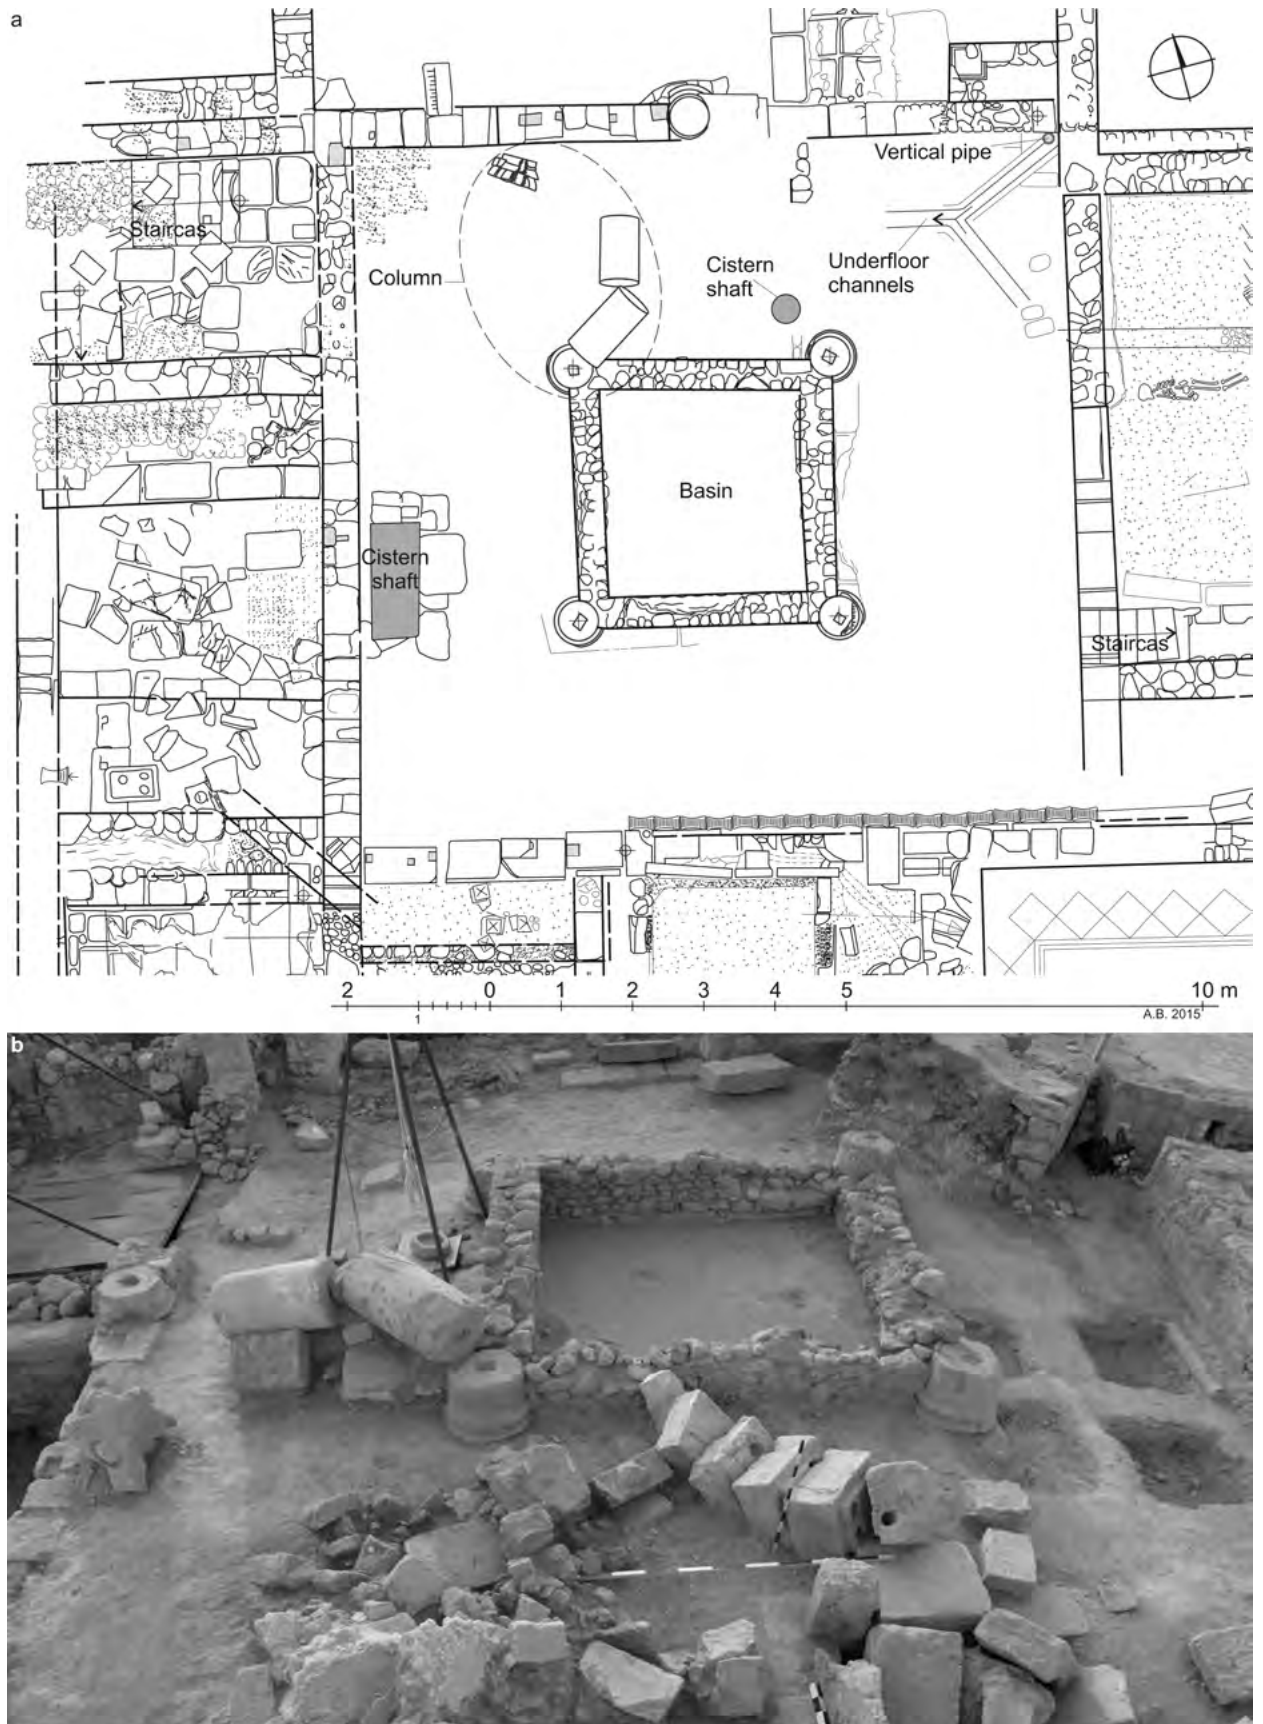 a
Vertical pipe
Staircas
Column
Cistern
shaft
Underfloor
channels
Basin
Cistern
shaft
Staircas
2 0 1 2 3 4 5 10 m
1
A.B. 2015
b